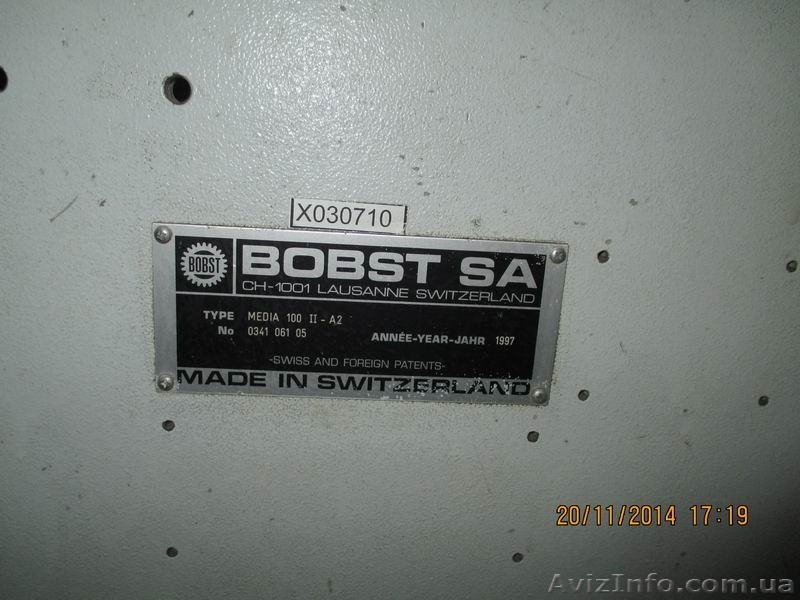 X030710
BOBST
BOBST SA
CH-1001 LAUSANNE SWITZERLAND
TYPE MEDIA 100 II - A2
No 0341 061 05
ANNÉE-YEAR-JAHR 1997
-SWISS AND FOREIGN PATENTS-
MADE IN SWITZERLAND
20/11/2014 17:19
AvizInfo.com.ua